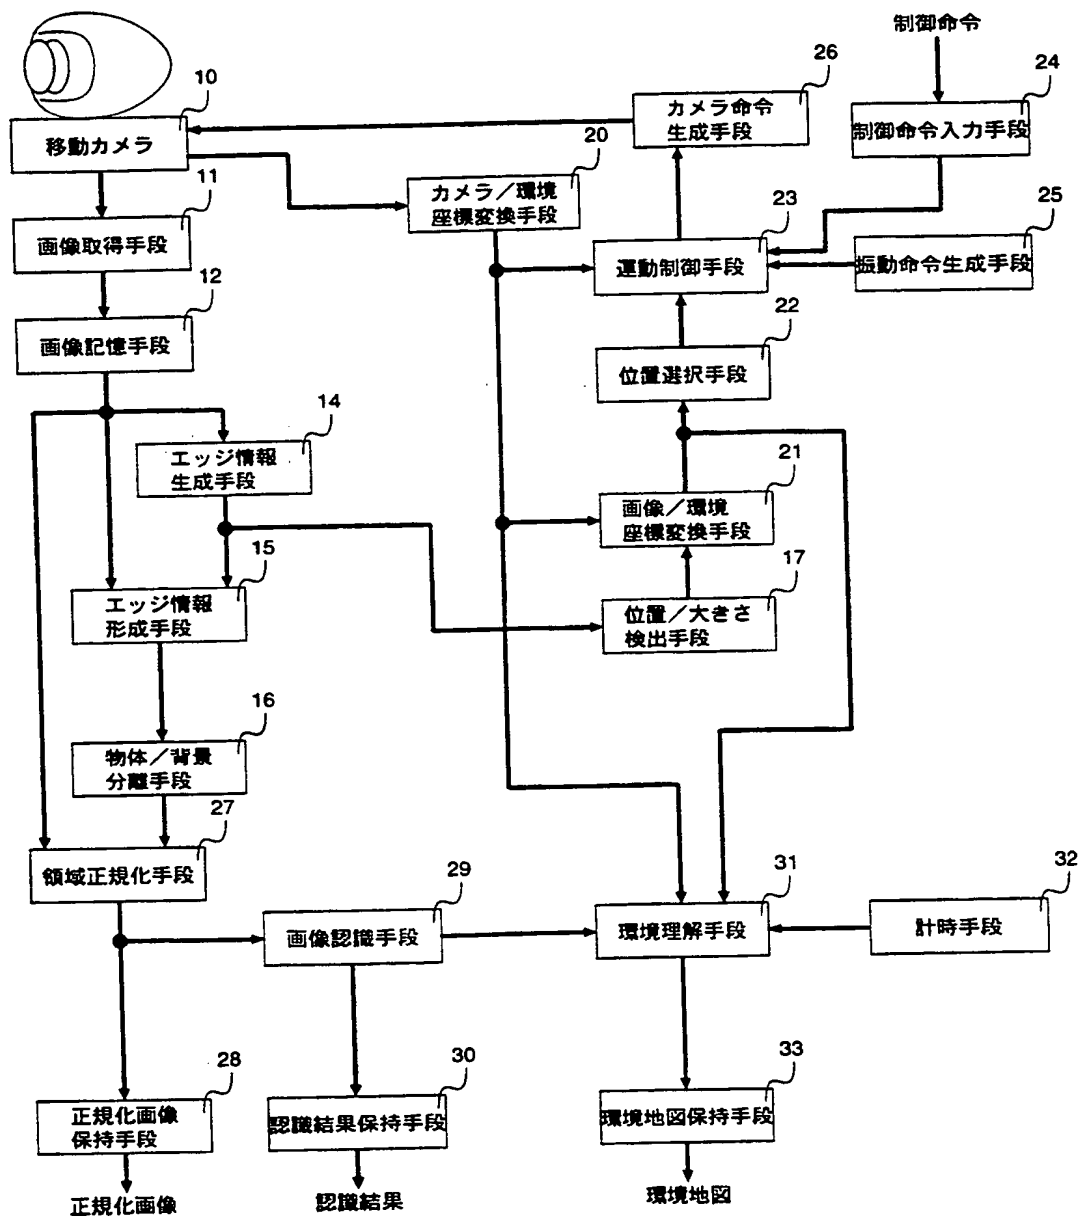 制御命令
10
移動カメラ
26
カメラ命令
生成手段
24
制御命令入力手段
20
カメラ／環境
座標変換手段
11
画像取得手段
23
運動制御手段
25
振動命令生成手段
12
画像記憶手段
22
位置選択手段
14
エッジ情報
生成手段
21
画像／環境
座標変換手段
15
エッジ情報
形成手段
17
位置／大きさ
検出手段
16
物体／背景
分離手段
27
領域正規化手段
29
画像認識手段
31
環境理解手段
32
計時手段
28
正規化画像
保持手段
30
認識結果保持手段
33
環境地図保持手段
正規化画像
認識結果
環境地図